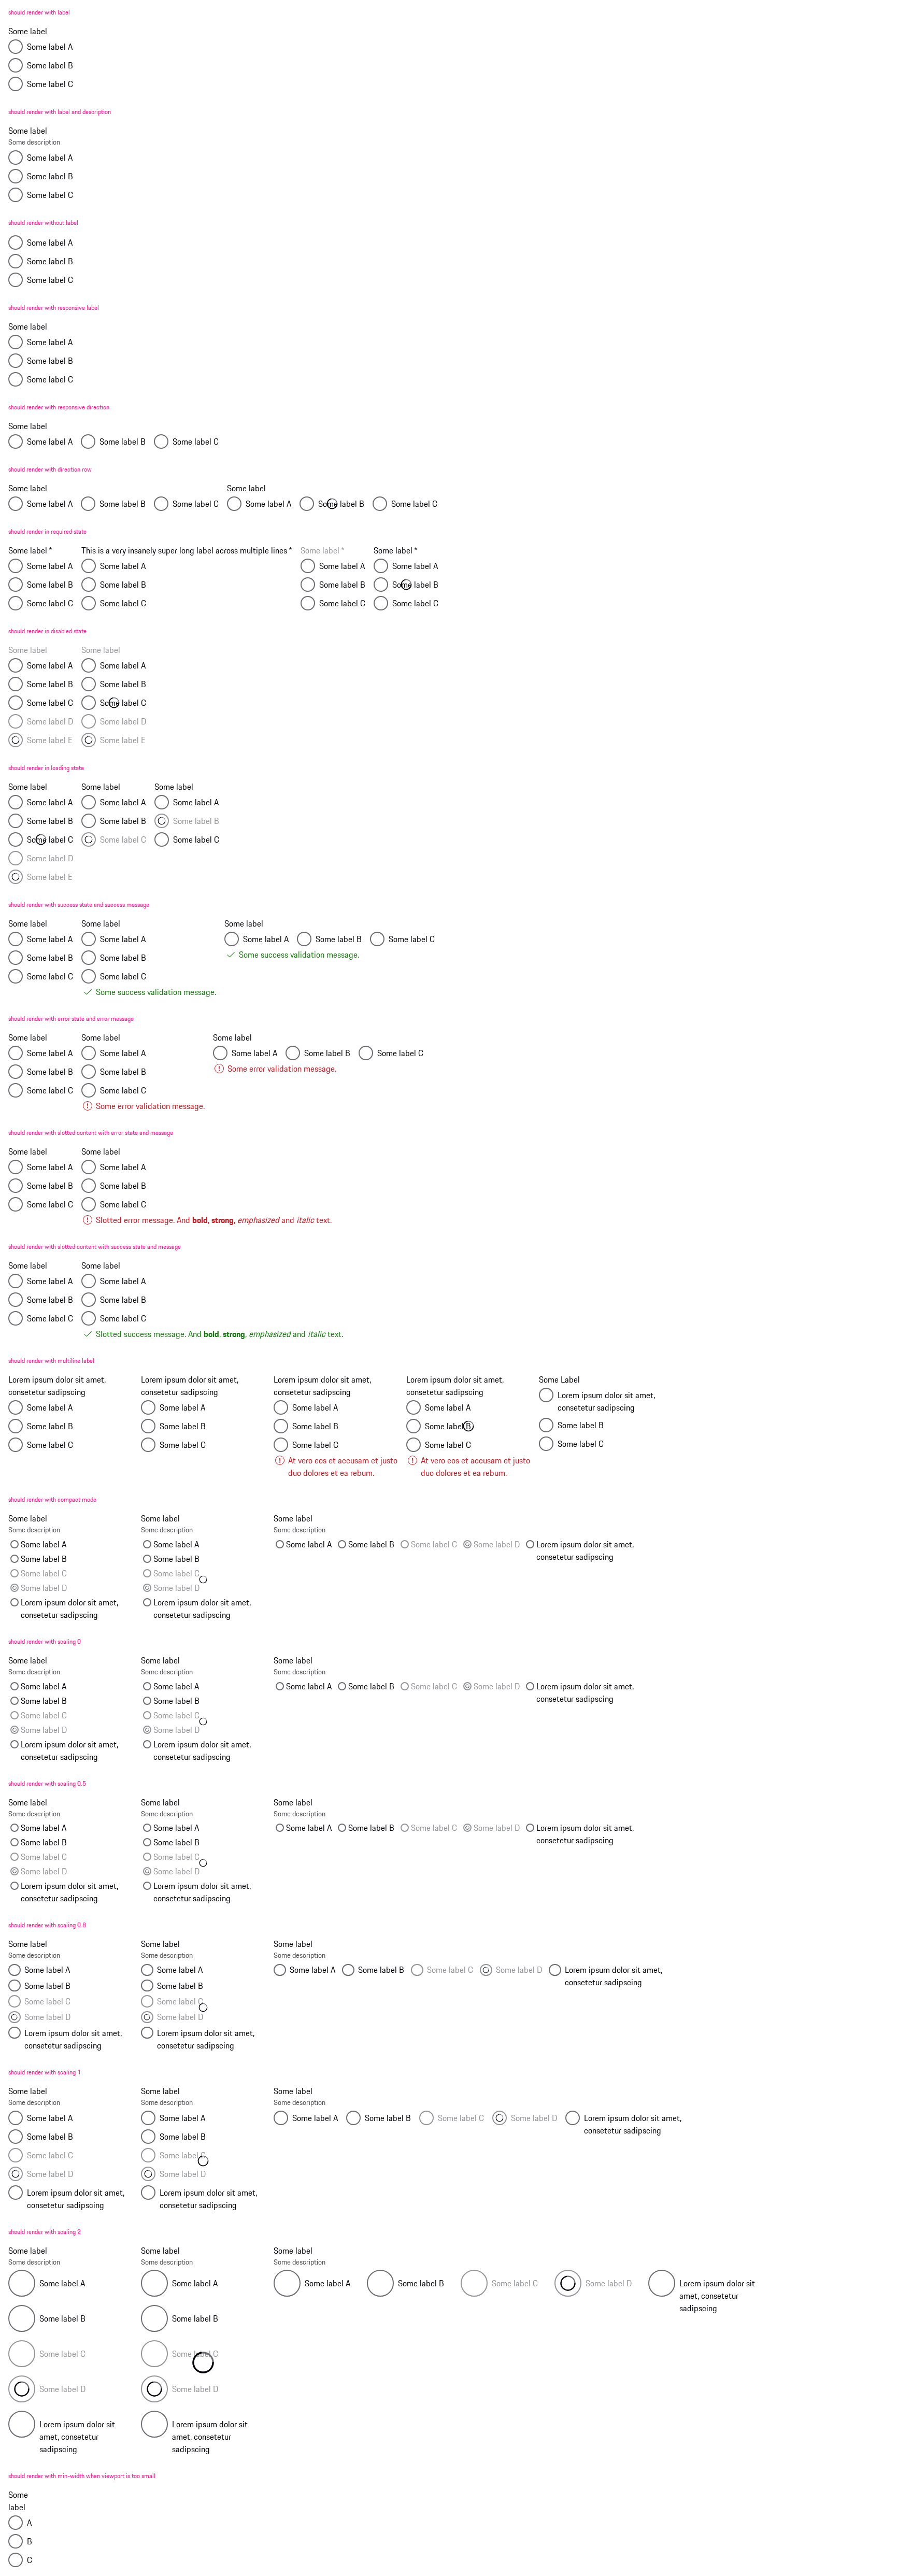 should render with label
Some label
Some label A
Some label B
Some label C
should render with label and description
Some label
Some description
Some label A
Some label B
Some label C
should render without label
Some label A
Some label B
Some label C
should render with responsive label
Some label
Some label A
Some label B
Some label C
should render with responsive direction
Some label
Some label A Some label B Some label C
should render with direction row
Some label Some label
Some label A Some label B Some label C Some label A Some label B Some label C
should render in required state
Some label * This is a very insanely super long label across multiple lines * Some label * Some label *
Some label A Some label A Some label A Some label A
Some label B Some label B Some label B Some label B
Some label C Some label C Some label C Some label C
should render in disabled state
Some label Some label
Some label A Some label A
Some label B Some label B
Some label C Some label C
Some label D Some label D
Some label E Some label E
should render in loading state
Some label Some label Some label
Some label A Some label A Some label A
Some label B Some label B Some label B
Some label C Some label C Some label C
Some label D
Some label E
should render with success state and success message
Some label Some label Some label
Some label A Some label A Some label A Some label B Some label C
Some label B Some label B Some success validation message.
Some label C Some label C
Some success validation message.
should render with error state and error message
Some label Some label Some label
Some label A Some label A Some label A Some label B Some label C
Some label B Some label B Some error validation message.
Some label C Some label C
Some error validation message.
should render with slotted content with error state and message
Some label Some label
Some label A Some label A
Some label B Some label B
Some label C Some label C
Slotted error message. And bold, strong, emphasized and italic text.
should render with slotted content with success state and message
Some label Some label
Some label A Some label A
Some label B Some label B
Some label C Some label C
Slotted success message. And bold, strong, emphasized and italic text.
should render with multiline label
Lorem ipsum dolor sit amet, Lorem ipsum dolor sit amet, Lorem ipsum dolor sit amet, Lorem ipsum dolor sit amet, Some Label
consetetur sadipscing consetetur sadipscing consetetur sadipscing consetetur sadipscing Lorem ipsum dolor sit amet,
Some label A Some label A Some label A Some label A consetetur sadipscing
Some label B Some label B Some label B Some label B Some label B
Some label C Some label C Some label C Some label C Some label C
At vero eos et accusam et justo At vero eos et accusam et justo
duo dolores et ea rebum. duo dolores et ea rebum.
should render with compact mode
Some label Some label Some label
Some description Some description Some description
Some label A Some label A Some label A Some label B Some label C Some label D Lorem ipsum dolor sit amet,
Some label B Some label B consetetur sadipscing
Some label C Some label C
Some label D Some label D
Lorem ipsum dolor sit amet, Lorem ipsum dolor sit amet,
consetetur sadipscing consetetur sadipscing
should render with scaling 0
Some label Some label Some label
Some description Some description Some description
Some label A Some label A Some label A Some label B Some label C Some label D Lorem ipsum dolor sit amet,
Some label B Some label B consetetur sadipscing
Some label C Some label C
Some label D Some label D
Lorem ipsum dolor sit amet, Lorem ipsum dolor sit amet,
consetetur sadipscing consetetur sadipscing
should render with scaling 0.5
Some label Some label Some label
Some description Some description Some description
Some label A Some label A Some label A Some label B Some label C Some label D Lorem ipsum dolor sit amet,
Some label B Some label B consetetur sadipscing
Some label C Some label C
Some label D Some label D
Lorem ipsum dolor sit amet, Lorem ipsum dolor sit amet,
consetetur sadipscing consetetur sadipscing
should render with scaling 0.8
Some label Some label Some label
Some description Some description Some description
Some label A Some label A Some label A Some label B Some label C Some label D Lorem ipsum dolor sit amet,
Some label B Some label B consetetur sadipscing
Some label C Some label C
Some label D Some label D
Lorem ipsum dolor sit amet, Lorem ipsum dolor sit amet,
consetetur sadipscing consetetur sadipscing
should render with scaling 1
Some label Some label Some label
Some description Some description Some description
Some label A Some label A Some label A Some label B Some label C Some label D Lorem ipsum dolor sit amet,
Some label B Some label B consetetur sadipscing
Some label C Some label C
Some label D Some label D
Lorem ipsum dolor sit amet, Lorem ipsum dolor sit amet,
consetetur sadipscing consetetur sadipscing
should render with scaling 2
Some label Some label Some label
Some description Some description Some description
Some label A Some label A Some label A Some label B Some label C Some label D Lorem ipsum dolor sit
amet, consetetur
sadipscing
Some label B Some label B
Some label C Some label C
Some label D Some label D
Lorem ipsum dolor sit Lorem ipsum dolor sit
amet, consetetur amet, consetetur
sadipscing sadipscing
should render with min-width when viewport is too small
Some
label
A
B
C